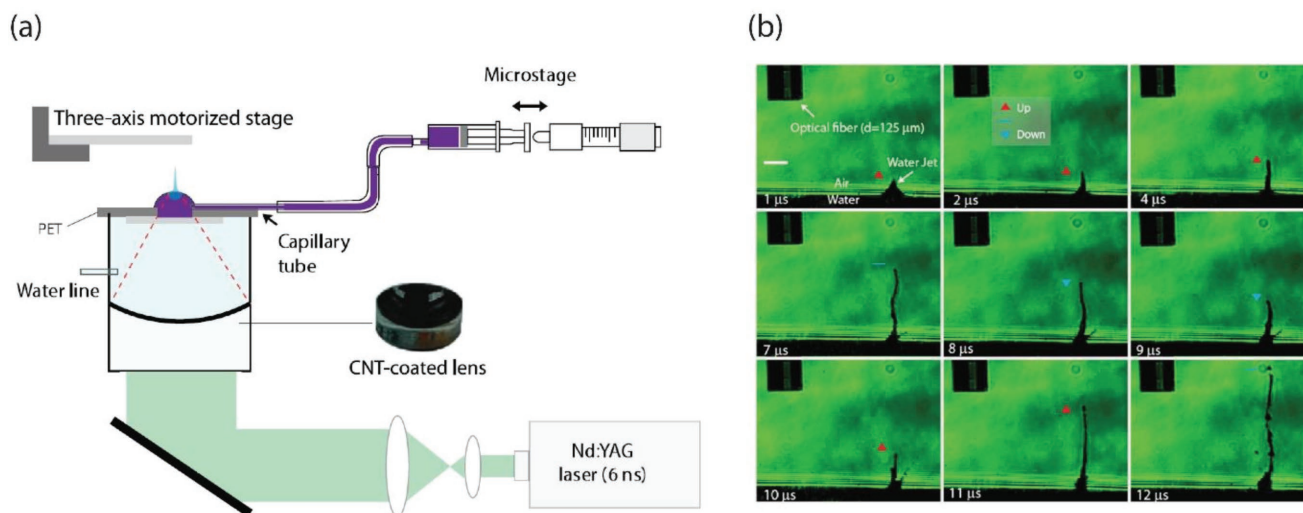 (a)
Microstage
Three-axis motorized stage
PET
Capillary
tube
Water line
CNT-coated lens
Nd:YAG
laser (6 ns)
(b)
Optical fiber (d=125 µm)
Water Jet
Air
Water
1 µs
Up
Down
2 µs
4 µs
7 µs
8 µs
9 µs
10 µs
11 µs
12 µs